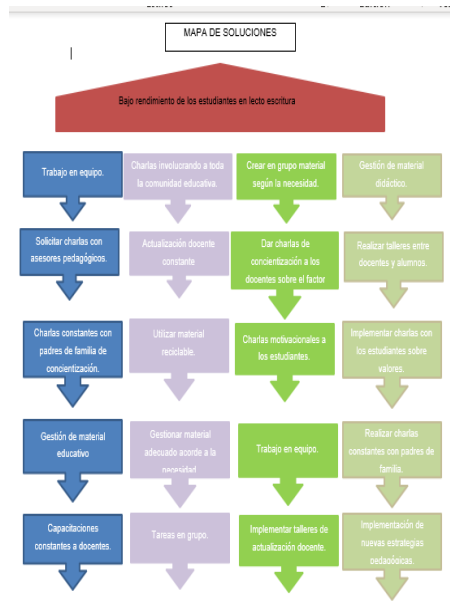 MAPA DE SOLUCIONES
Bajo rendimiento de los estudiantes en lecto escritura
Trabajo en equipo.
Charlas involucrando a toda
la comunidad educativa.
Crear en grupo material
según la necesidad.
Gestión de material
didáctico.
Solicitar charlas con
asesores pedagógicos.
Actualización docente
constante
Dar charlas de
concientización a los
docentes sobre el factor
Realizar talleres entre
docentes y alumnos.
Charlas constantes con
padres de familia de
concientización.
Utilizar material
reciclable.
Charlas motivacionales a
los estudiantes.
Implementar charlas con
los estudiantes sobre
valores.
Gestión de material
educativo
Gestionar material
adecuado acorde a la
necesidad
Trabajo en equipo.
Realizar charlas
constantes con padres de
familia.
Capacitaciones
constantes a docentes.
Tareas en grupo.
Implementar talleres de
actualización docente.
Implementación de
nuevas estrategias
pedagógicas.